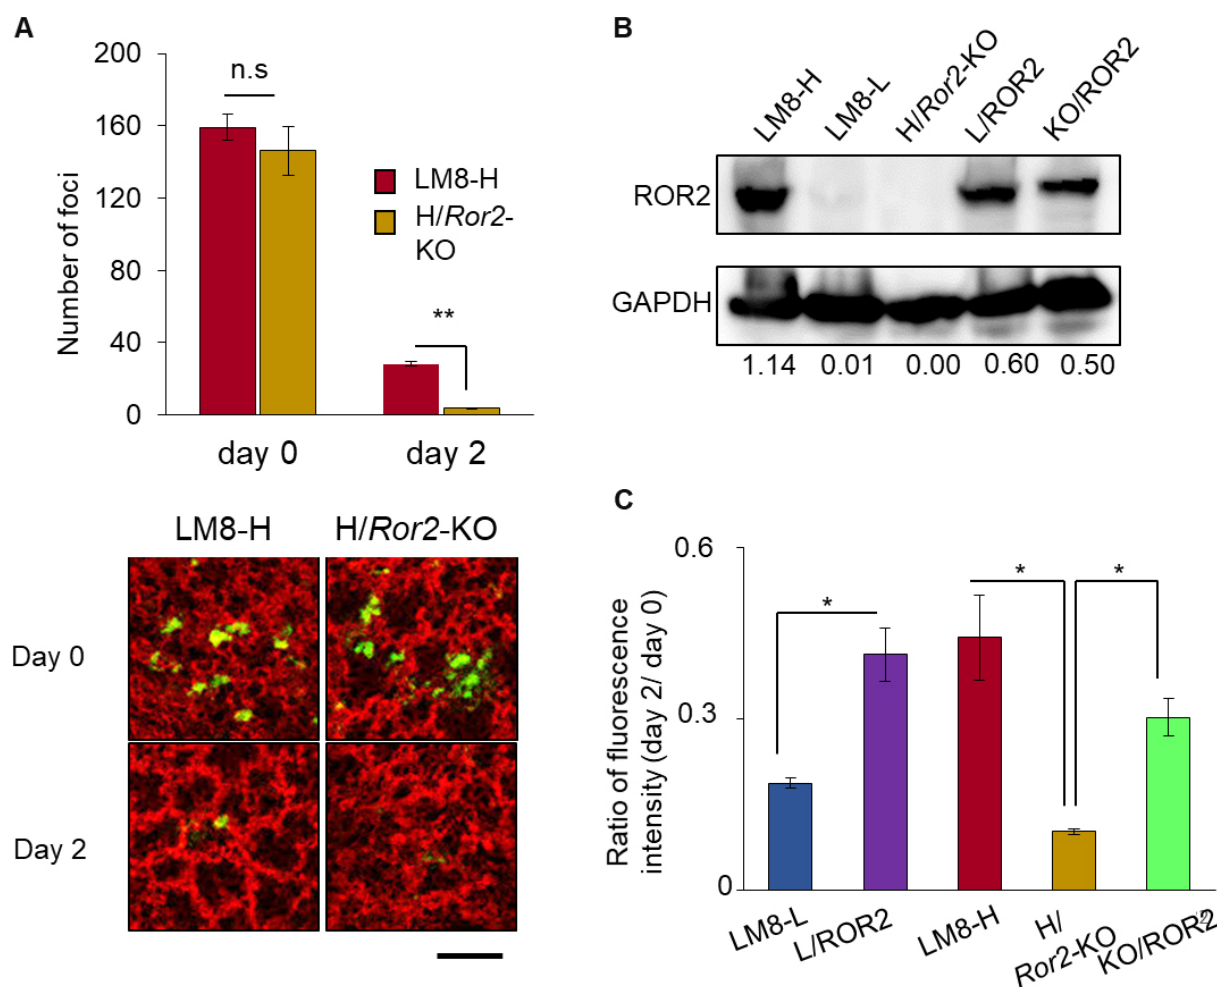 A
200
160
120
80
40
0
Number of foci
n.s
**
LM8-H
H/Ror2-
KO
day 0
day 2
LM8-H
H/Ror2-KO
Day 0
Day 2
B
LM8-H
LM8-L
H/Ror2-KO
L/ROR2
KO/ROR2
ROR2
GAPDH
1.14
0.01
0.00
0.60
0.50
C
Ratio of fluorescence
intensity (day 2/ day 0)
0.6
0.3
0
*
*
*
LM8-L
L/ROR2
LM8-H
H/
Ror2-KO
KO/ROR2